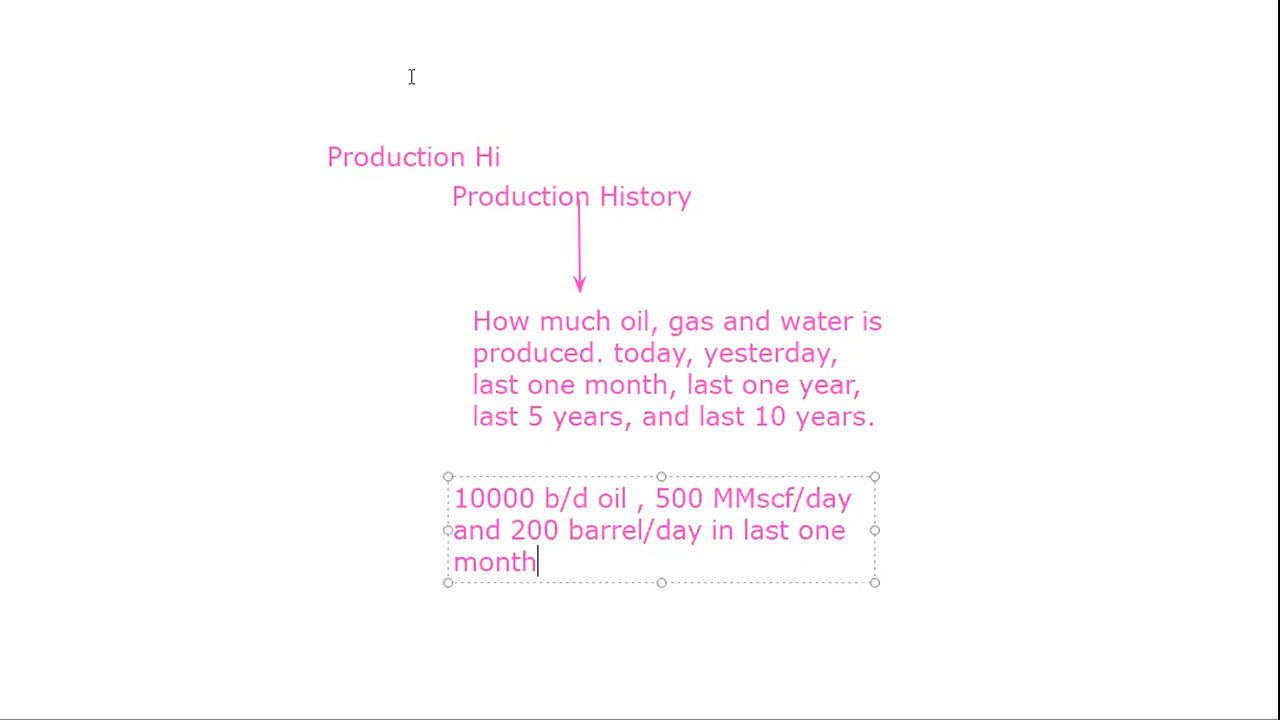 Production Hi
Production History
How much oil, gas and water is
produced. today, yesterday,
last one month, last one year,
last 5 years, and last 10 years.
10000 b/d oil , 500 MMscf/day
and 200 barrel/day in last one
month